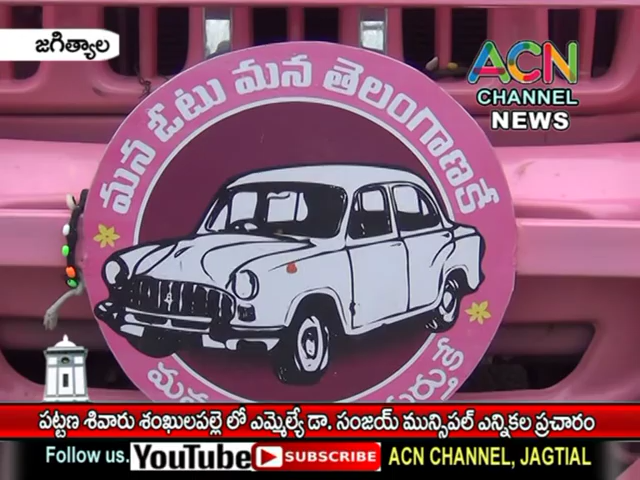 జగిత్యాల
ACN
CHANNEL
NEWS
మన ఓటు మన తెలంగాణకే
పట్టణ శివారు శంఖులపల్లె లో ఎమ్మెల్యే డా. సంజయ్ మున్సిపల్ ఎన్నికల ప్రచారం
Follow us. YouTube SUBSCRIBE ACN CHANNEL, JAGTIAL